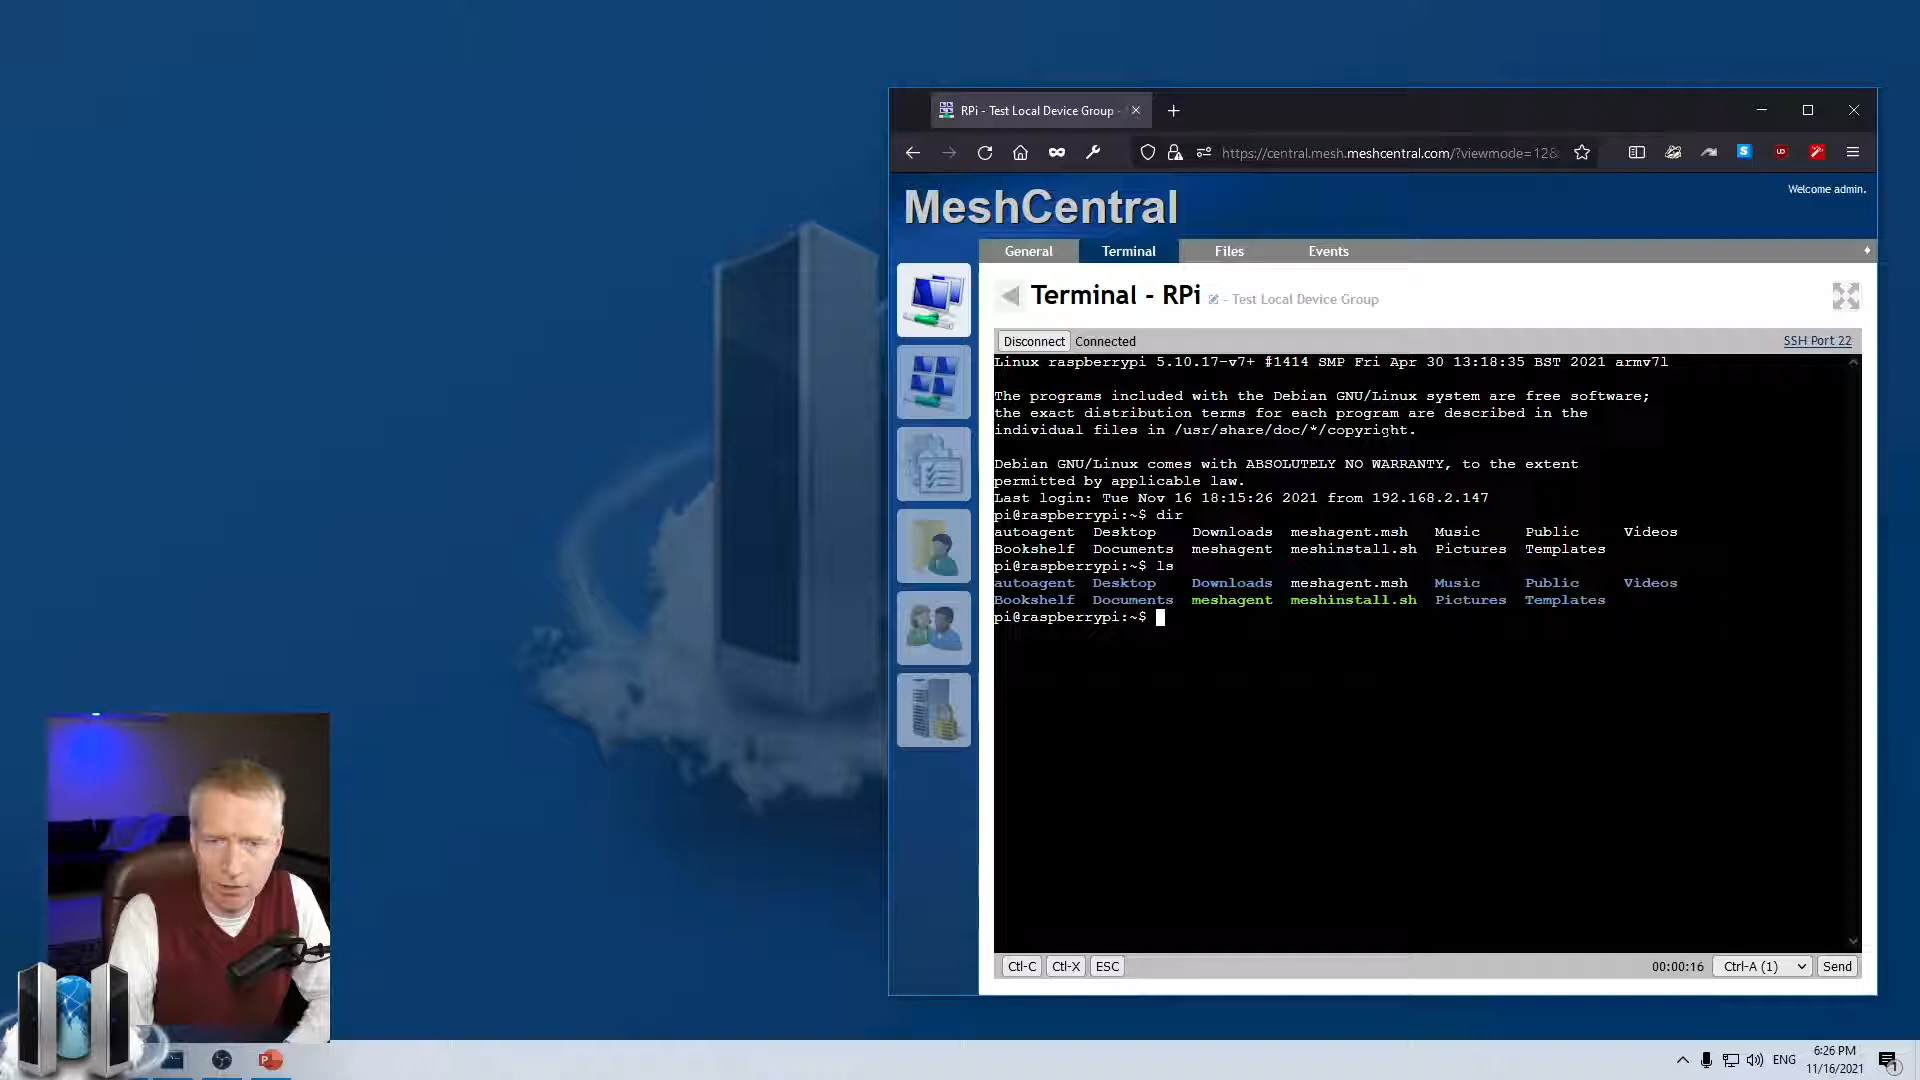 RPi - Test Local Device Group -
https://central.mesh.meshcentral.com/?viewmode=12&
MeshCentral
Welcome admin.
General Terminal Files Events
Terminal - RPi - Test Local Device Group
Disconnect Connected SSH Port 22
Linux raspberrypi 5.10.17-v7+ #1414 SMP Fri Apr 30 13:18:35 BST 2021 armv7l
The programs included with the Debian GNU/Linux system are free software;
the exact distribution terms for each program are described in the
individual files in /usr/share/doc/*/copyright.
Debian GNU/Linux comes with ABSOLUTELY NO WARRANTY, to the extent
permitted by applicable law.
Last login: Tue Nov 16 18:15:26 2021 from 192.168.2.147
pi@raspberrypi:~$ dir
autoagent Desktop Downloads meshagent.msh Music Public Videos
Bookshelf Documents meshagent meshinstall.sh Pictures Templates
pi@raspberrypi:~$ ls
autoagent Desktop Downloads meshagent.msh Music Public Videos
Bookshelf Documents meshagent meshinstall.sh Pictures Templates
pi@raspberrypi:~$
Ctl-C Ctl-X ESC 00:00:16 Ctrl-A (1) Send
ENG
6:26 PM
11/16/2021